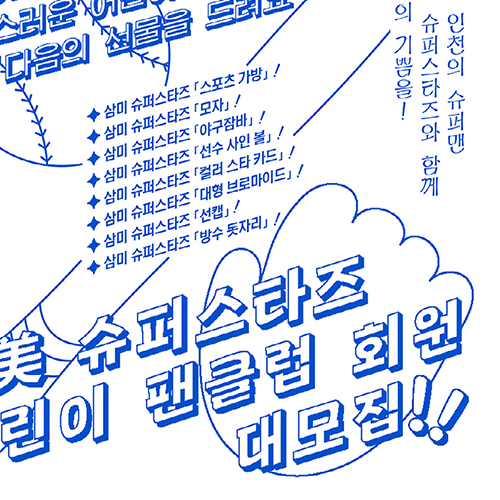 스러운
다음의 선물을 드려요
인천의 슈퍼맨
슈퍼스타즈와 함께
의 기쁨을!
삼미 슈퍼스타즈 「스포츠 가방」!
삼미 슈퍼스타즈 「모자」!
삼미 슈퍼스타즈 「야구잠바」!
삼미 슈퍼스타즈 「선수 사인 볼」!
삼미 슈퍼스타즈 「컬러 스타 카드」!
삼미 슈퍼스타즈 「대형 브로마이드」!
삼미 슈퍼스타즈 「선캡」!
삼미 슈퍼스타즈 「방수 돗자리」!
美 슈퍼스타즈
린이 팬클럽 회원
대모집!!